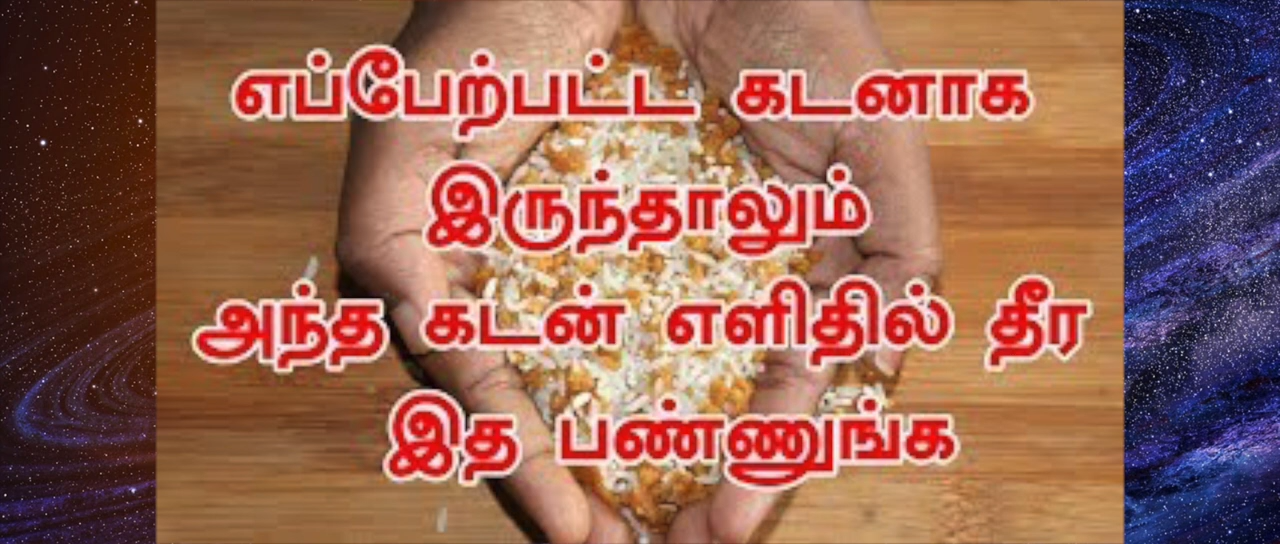 எப்பேற்பட்ட கடனாக
இருந்தாலும்
அந்த கடன் எளிதில் தீர
இத பண்ணுங்க